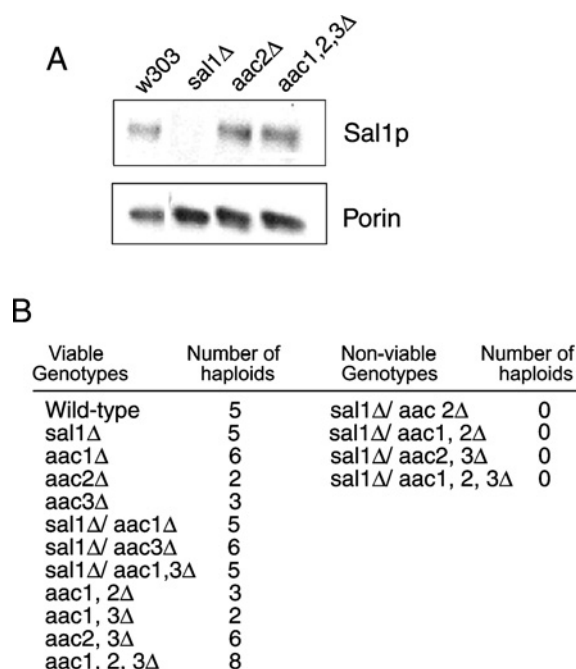 A
w303
sal1Δ
aac2Δ
aac1,2,3Δ
Sal1p
Porin
B
Viable Genotypes Number of haploids Non-viable Genotypes Number of haploids
Wild-type 5 sal1Δ/ aac 2Δ 0
sal1Δ 5 sal1Δ/ aac1, 2Δ 0
aac1Δ 6 sal1Δ/ aac2, 3Δ 0
aac2Δ 2 sal1Δ/ aac1, 2, 3Δ 0
aac3Δ 3
sal1Δ/ aac1Δ 5
sal1Δ/ aac3Δ 6
sal1Δ/ aac1,3Δ 5
aac1, 2Δ 3
aac1, 3Δ 2
aac2, 3Δ 6
aac1, 2, 3Δ 8